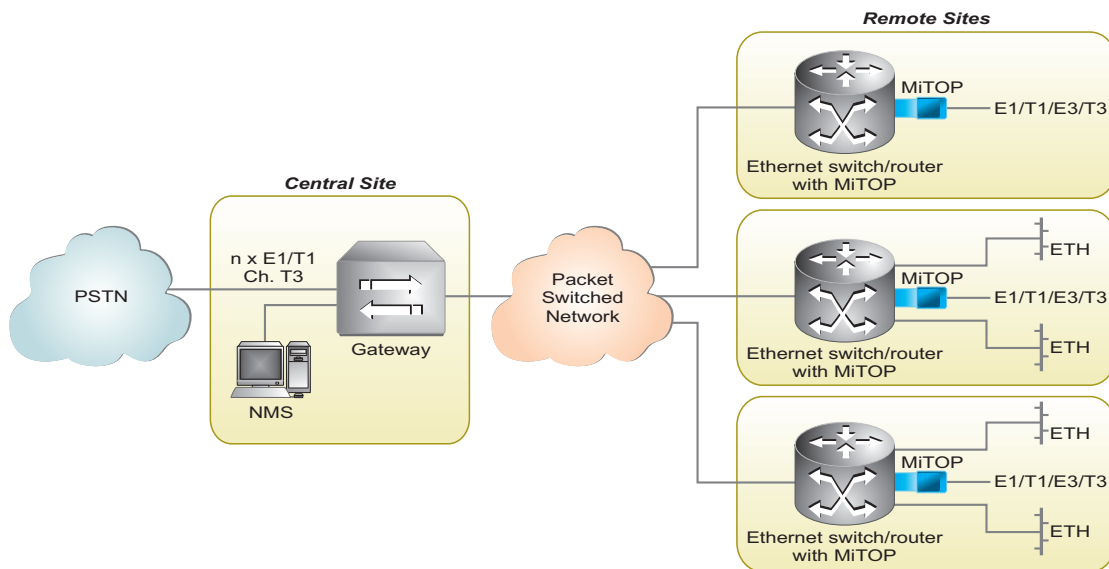 Remote Sites
MiTOP
E1/T1/E3/T3
Ethernet switch/router
with MiTOP
Central Site
n x E1/T1
Ch. T3
PSTN
Gateway
NMS
Packet
Switched
Network
ETH
MiTOP
E1/T1/E3/T3
ETH
Ethernet switch/router
with MiTOP
ETH
MiTOP
E1/T1/E3/T3
ETH
Ethernet switch/router
with MiTOP